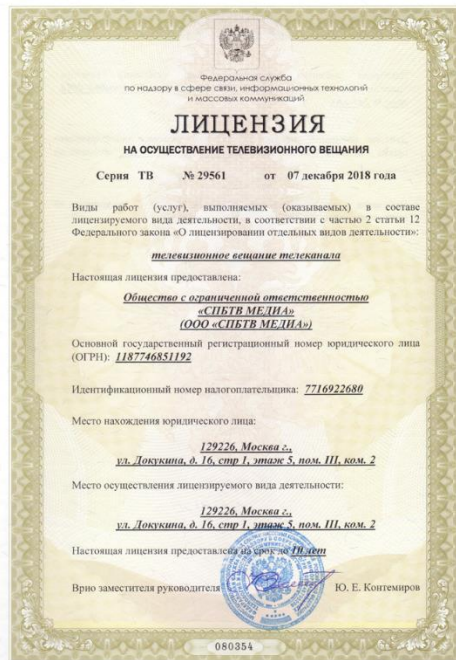 Федеральная служба
по надзору в сфере связи, информационных технологий
и массовых коммуникаций
ЛИЦЕНЗИЯ
НА ОСУЩЕСТВЛЕНИЕ ТЕЛЕВИЗИОННОГО ВЕЩАНИЯ
Серия ТВ № 29561 от 07 декабря 2018 года
Виды работ (услуг), выполняемых (оказываемых) в составе
лицензируемого вида деятельности, в соответствии с частью 2 статьи 12
Федерального закона «О лицензировании отдельных видов деятельности»:
телевизионное вещание телеканала
Настоящая лицензия предоставлена:
Общество с ограниченной ответственностью
«СПБТВ МЕДИА»
(ООО «СПБТВ МЕДИА»)
Основной государственный регистрационный номер юридического лица
(ОГРН): 1187746851192
Идентификационный номер налогоплательщика: 7716922680
Место нахождения юридического лица:
129226, Москва г.,
ул. Докукина, д. 16, стр 1, этаж 5, пом. III, ком. 2
Место осуществления лицензируемого вида деятельности:
129226, Москва г.,
ул. Докукина, д. 16, стр 1, этаж 5, пом. III, ком. 2
Настоящая лицензия предоставлена на срок до 10 лет
Врио заместителя руководителя Ю. Е. Контемиров
080354